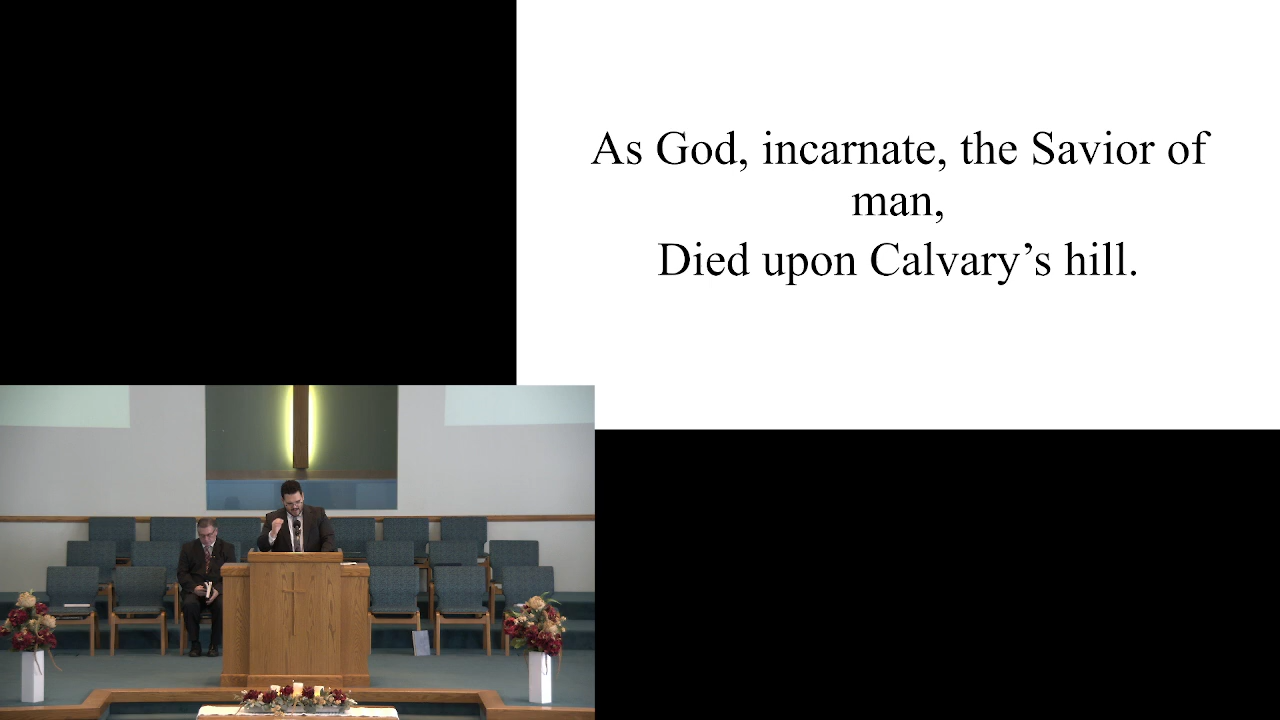 As God, incarnate, the Savior of
man,
Died upon Calvary’s hill.